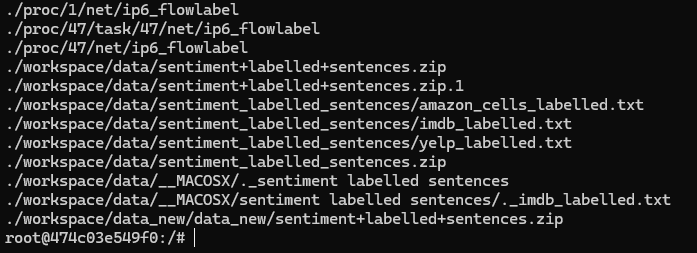 ./proc/1/net/ip6_flowlabel
./proc/47/task/47/net/ip6_flowlabel
./proc/47/net/ip6_flowlabel
./workspace/data/sentiment+labelled+sentences.zip
./workspace/data/sentiment+labelled+sentences.zip.1
./workspace/data/sentiment_labelled_sentences/amazon_cells_labelled.txt
./workspace/data/sentiment_labelled_sentences/imdb_labelled.txt
./workspace/data/sentiment_labelled_sentences/yelp_labelled.txt
./workspace/data/sentiment_labelled_sentences.zip
./workspace/data/__MACOSX/._sentiment labelled sentences
./workspace/data/__MACOSX/sentiment labelled sentences/._imdb_labelled.txt
./workspace/data_new/data_new/sentiment+labelled+sentences.zip
root@474c03e549f0:/#